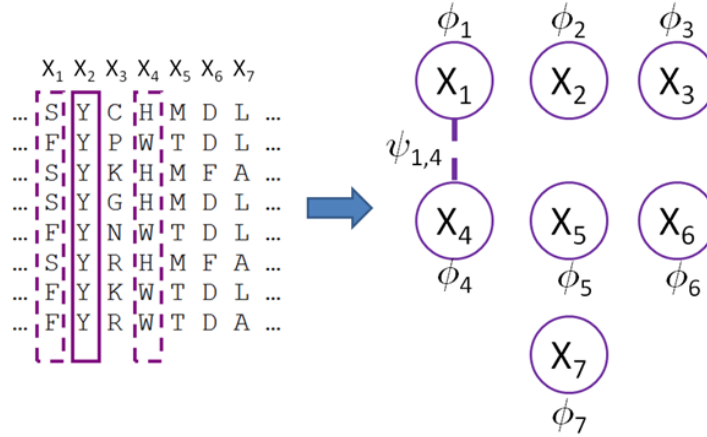 ϕ₁ ϕ₂ ϕ₃
X₁ X₂ X₃ X₄ X₅ X₆ X₇
... S Y C H M D L ...
... F Y P W T D L ...
... S Y K H M F A ...
... S Y G H M D L ...
... F Y N W T D L ...
... S Y R H M F A ...
... F Y K W T D L ...
... F Y R W T D A ...
X₁ X₂ X₃
ψ₁,₄
X₄ X₅ X₆
ϕ₄ ϕ₅ ϕ₆
X₇
ϕ₇